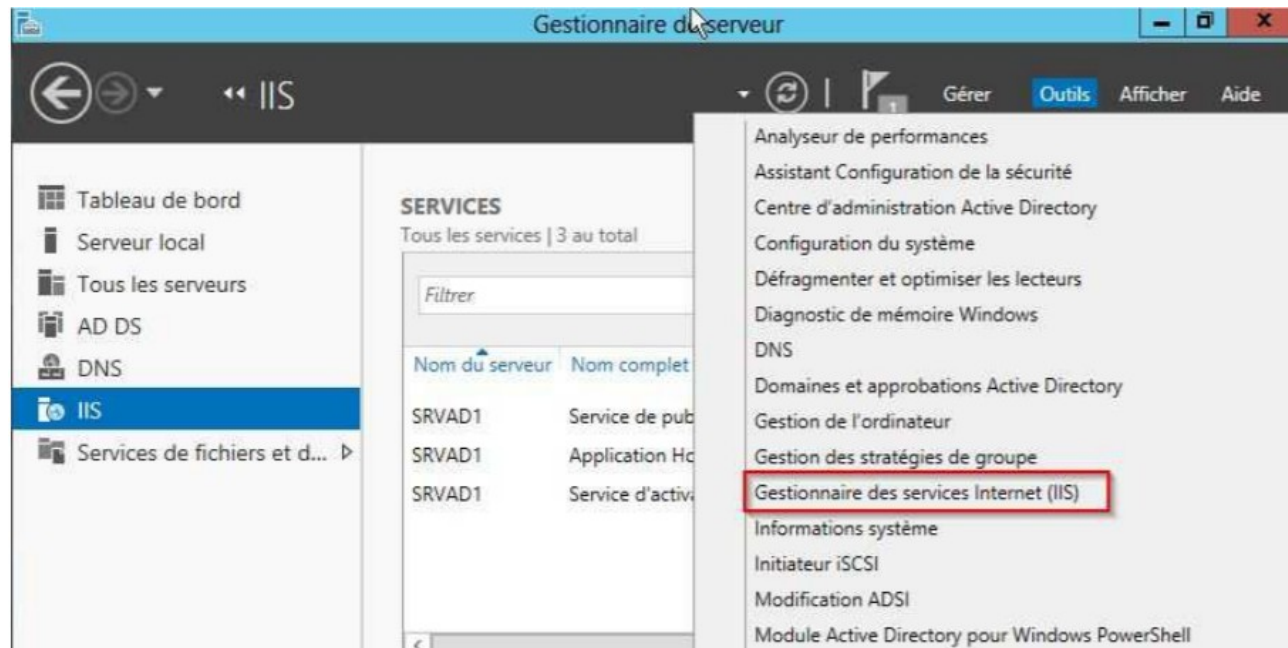 Gestionnaire du serveur
IIS
1
Gérer
Outils
Afficher
Aide
Tableau de bord
Serveur local
Tous les serveurs
AD DS
DNS
IIS
Services de fichiers et d...
SERVICES
Tous les services | 3 au total
Filtrer
Nom du serveur Nom complet
SRVAD1 Service de pub
SRVAD1 Application Ho
SRVAD1 Service d'activ
Analyseur de performances
Assistant Configuration de la sécurité
Centre d'administration Active Directory
Configuration du système
Défragmenter et optimiser les lecteurs
Diagnostic de mémoire Windows
DNS
Domaines et approbations Active Directory
Gestion de l'ordinateur
Gestion des stratégies de groupe
Gestionnaire des services Internet (IIS)
Informations système
Initiateur iSCSI
Modification ADSI
Module Active Directory pour Windows PowerShell